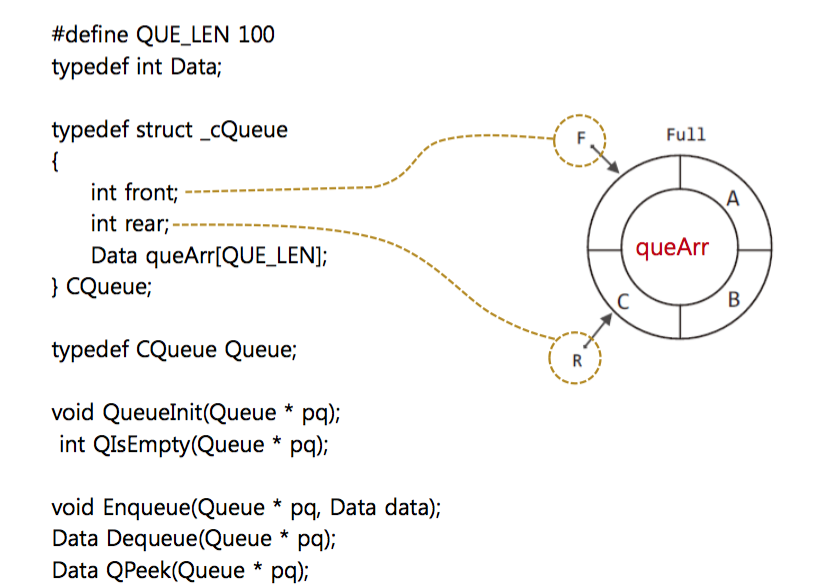 #define QUE_LEN 100
typedef int Data;
typedef struct _cQueue
{
int front;
int rear;
Data queArr[QUE_LEN];
} CQueue;
typedef CQueue Queue;
void QueueInit(Queue * pq);
int QIsEmpty(Queue * pq);
void Enqueue(Queue * pq, Data data);
Data Dequeue(Queue * pq);
Data QPeek(Queue * pq);
F
Full
A
queArr
C
B
R